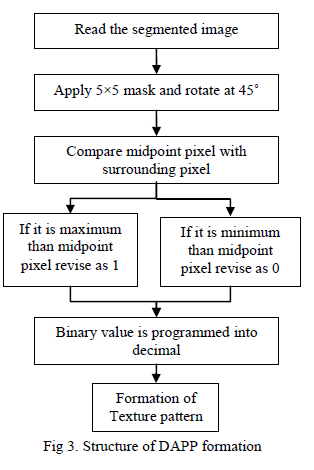 Read the segmented image
Apply 5×5 mask and rotate at 45˚
Compare midpoint pixel with
surrounding pixel
If it is maximum
than midpoint
pixel revise as 1
If it is minimum
than midpoint
pixel revise as 0
Binary value is programmed into
decimal
Formation of
Texture pattern
Fig 3. Structure of DAPP formation